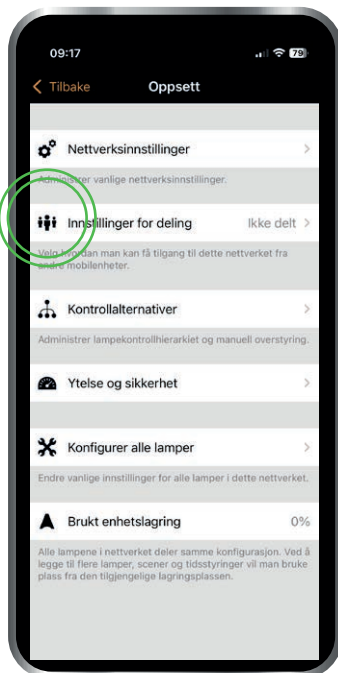 09:17
79
Tilbake
Oppsett
Nettverksinnstillinger
Administrer vanlige nettverksinnstillinger.
Innstillinger for deling
Ikke delt
Velg hvordan man kan få tilgang til dette nettverket fra
andre mobilenheter.
Kontrollalternativer
Administrer lampekontrollhierarkiet og manuell overstyring.
Ytelse og sikkerhet
Konfigurer alle lamper
Endre vanlige innstillinger for alle lamper i dette nettverket.
Brukt enhetslagring
0%
Alle lampene i nettverket deler samme konfigurasjon. Ved å
legge til flere lamper, scener og tidsstyringer vil man bruke
plass fra den tilgjengelige lagringsplassen.